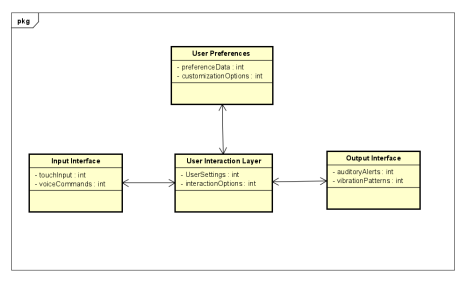 pkg
User Preferences
- preferenceData : int
- customizationOptions : int
Input Interface
- touchInput : int
- voiceCommands : int
User Interaction Layer
- UserSettings : int
- interactionOptions : int
Output Interface
- auditoryAlerts : int
- vibrationPatterns : int